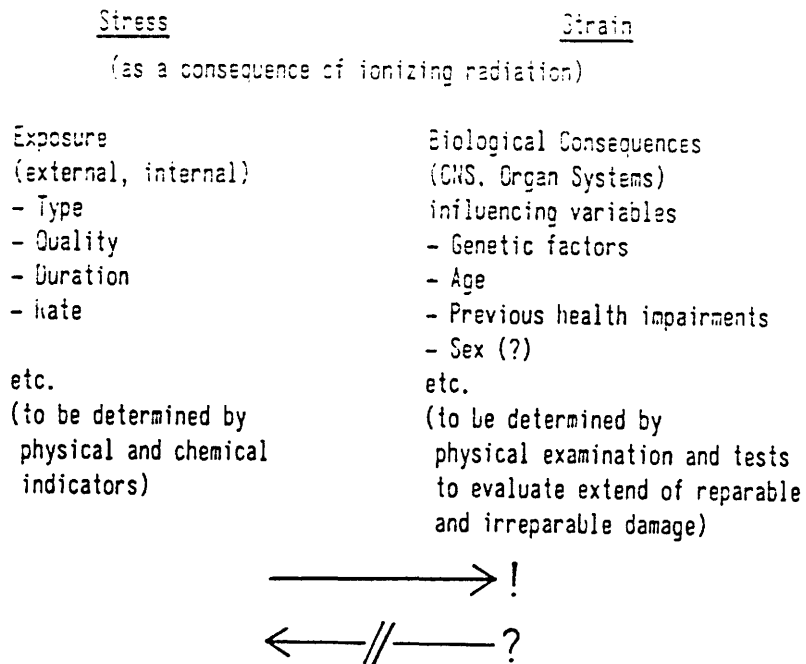 Stress
Strain
(as a consequence of ionizing radiation)
Exposure
(external, internal)
- Type
- Quality
- Duration
- Rate
etc.
(to be determined by
physical and chemical
indicators)
Biological Consequences
(CNS, Organ Systems)
influencing variables
- Genetic factors
- Age
- Previous health impairments
- Sex (?)
etc.
(to be determined by
physical examination and tests
to evaluate extend of reparable
and irreparable damage)
!
?